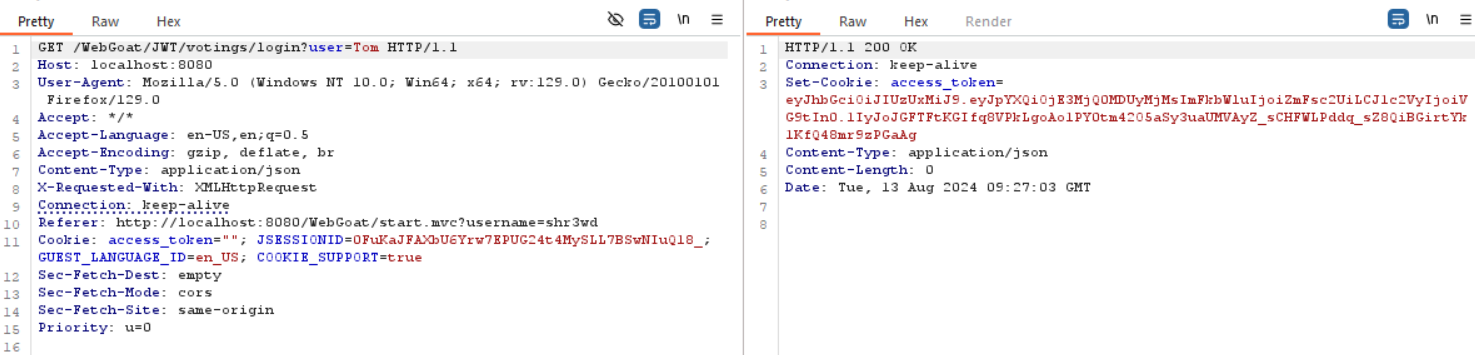 Pretty Raw Hex \n
1 GET /WebGoat/JWT/votings/login?user=Tom HTTP/1.1
2 Host: localhost:8080
3 User-Agent: Mozilla/5.0 (Windows NT 10.0; Win64; x64; rv:129.0) Gecko/20100101
Firefox/129.0
4 Accept: */*
5 Accept-Language: en-US,en;q=0.5
6 Accept-Encoding: gzip, deflate, br
7 Content-Type: application/json
8 X-Requested-With: XMLHttpRequest
9 Connection: keep-alive
10 Referer: http://localhost:8080/WebGoat/start.mvc?username=shr3wd
11 Cookie: access_token=""; JSESSIONID=0FuKaJFAXbU6Yrw7EPUG24t4MySLL7BSwNIuQ18_;
GUEST_LANGUAGE_ID=en_US; COOKIE_SUPPORT=true
12 Sec-Fetch-Dest: empty
13 Sec-Fetch-Mode: cors
14 Sec-Fetch-Site: same-origin
15 Priority: u=0
16
Pretty Raw Hex Render \n
1 HTTP/1.1 200 OK
2 Connection: keep-alive
3 Set-Cookie: access_token=
eyJhbGciOiJIUzUxMiJ9.eyJpYXQiOjE3MjQ0MDUyMjMsImFkbWluIjoiZmFsc2UiLCJ1c2VyIjoiV
G9tIn0.1IyJoJGFTFtKGIfq8VPkLgoAo1PY0tm4205aSy3uaUMVAyZ_sCHFWLPddq_sZ8QiBGirtYk
1KfQ48mr9zPGaAg
4 Content-Type: application/json
5 Content-Length: 0
6 Date: Tue, 13 Aug 2024 09:27:03 GMT
7
8